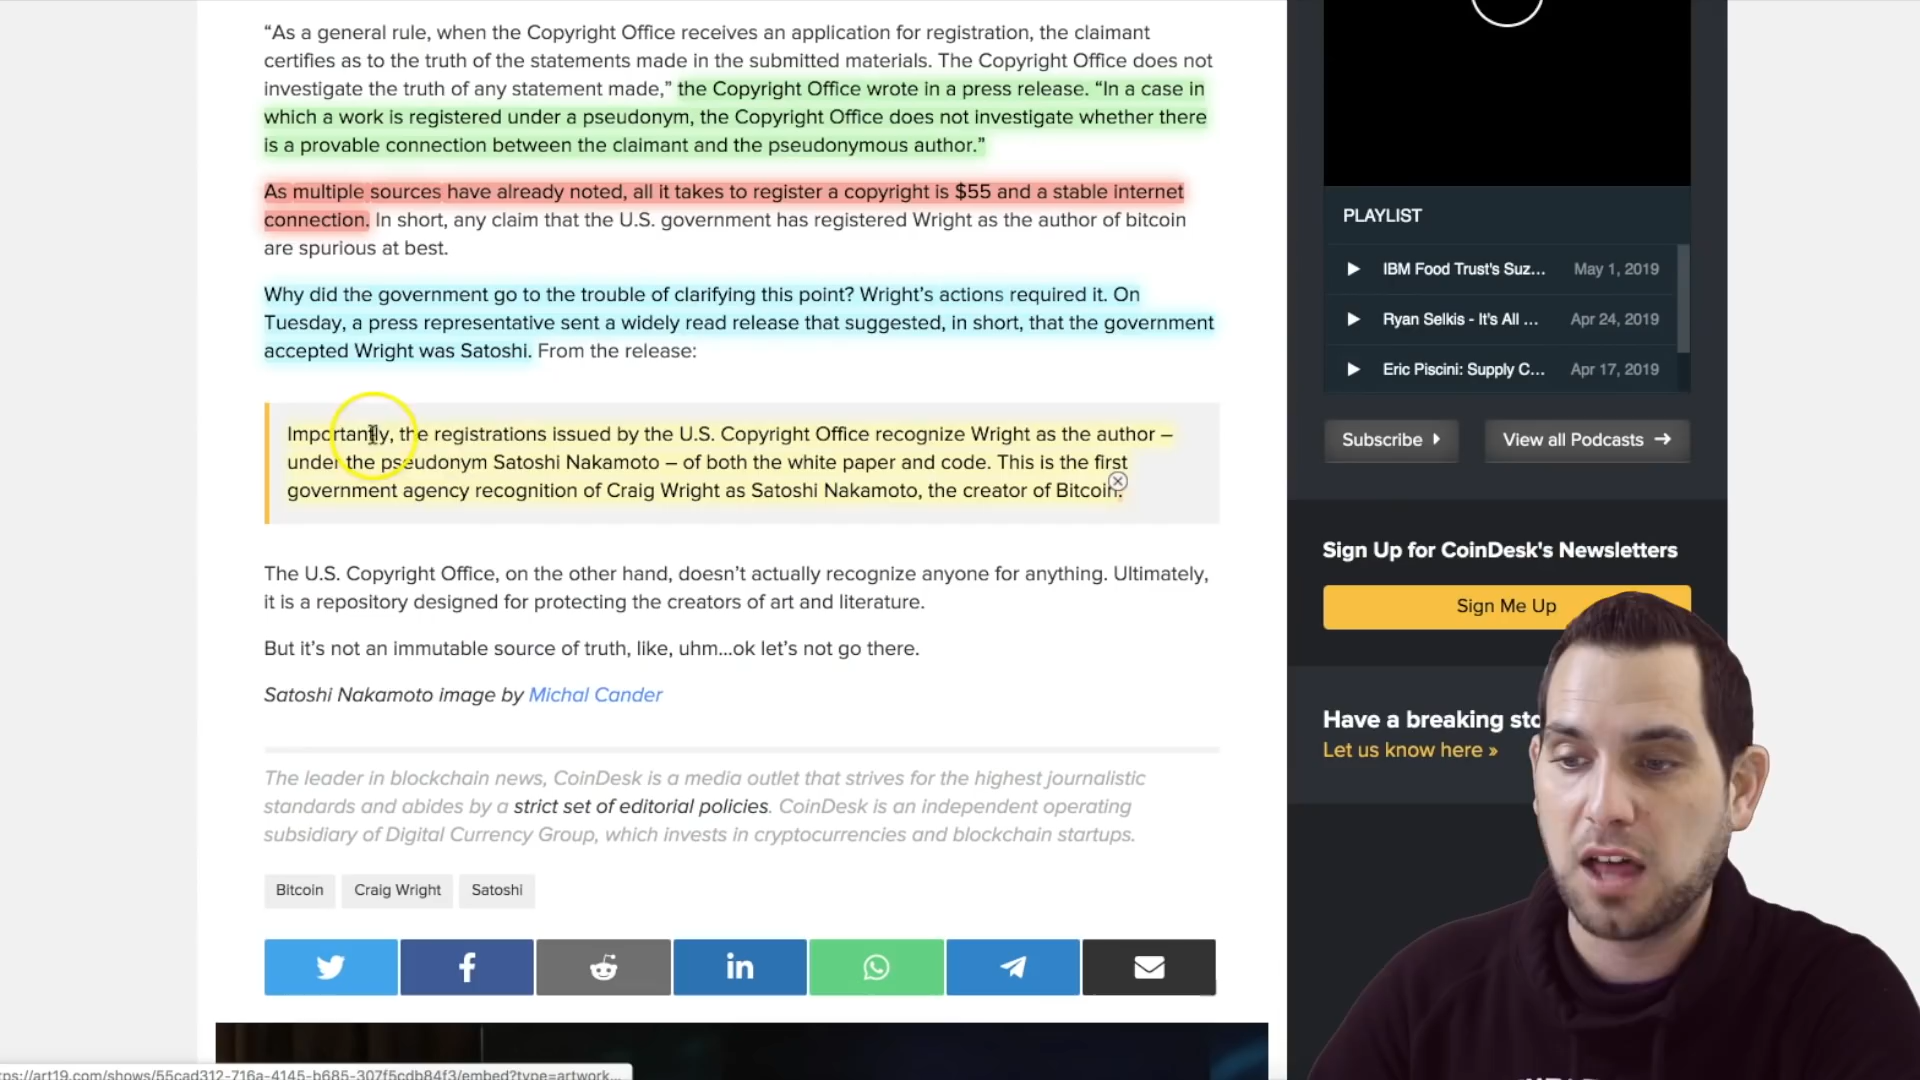 “As a general rule, when the Copyright Office receives an application for registration, the claimant
certifies as to the truth of the statements made in the submitted materials. The Copyright Office does not
investigate the truth of any statement made,” the Copyright Office wrote in a press release. “In a case in
which a work is registered under a pseudonym, the Copyright Office does not investigate whether there
is a provable connection between the claimant and the pseudonymous author.”
As multiple sources have already noted, all it takes to register a copyright is $55 and a stable internet
connection. In short, any claim that the U.S. government has registered Wright as the author of bitcoin
are spurious at best.
Why did the government go to the trouble of clarifying this point? Wright’s actions required it. On
Tuesday, a press representative sent a widely read release that suggested, in short, that the government
accepted Wright was Satoshi. From the release:
Importantly, the registrations issued by the U.S. Copyright Office recognize Wright as the author –
under the pseudonym Satoshi Nakamoto – of both the white paper and code. This is the first
government agency recognition of Craig Wright as Satoshi Nakamoto, the creator of Bitcoin.
The U.S. Copyright Office, on the other hand, doesn’t actually recognize anyone for anything. Ultimately,
it is a repository designed for protecting the creators of art and literature.
But it’s not an immutable source of truth, like, uhm…ok let’s not go there.
Satoshi Nakamoto image by Michal Cander
The leader in blockchain news, CoinDesk is a media outlet that strives for the highest journalistic
standards and abides by a strict set of editorial policies. CoinDesk is an independent operating
subsidiary of Digital Currency Group, which invests in cryptocurrencies and blockchain startups.
Bitcoin Craig Wright Satoshi
PLAYLIST
IBM Food Trust's Suz... May 1, 2019
Ryan Selkis - It's All ... Apr 24, 2019
Eric Piscini: Supply C... Apr 17, 2019
Subscribe View all Podcasts
Sign Up for CoinDesk's Newsletters
Sign Me Up
Have a breaking
Let us know here »